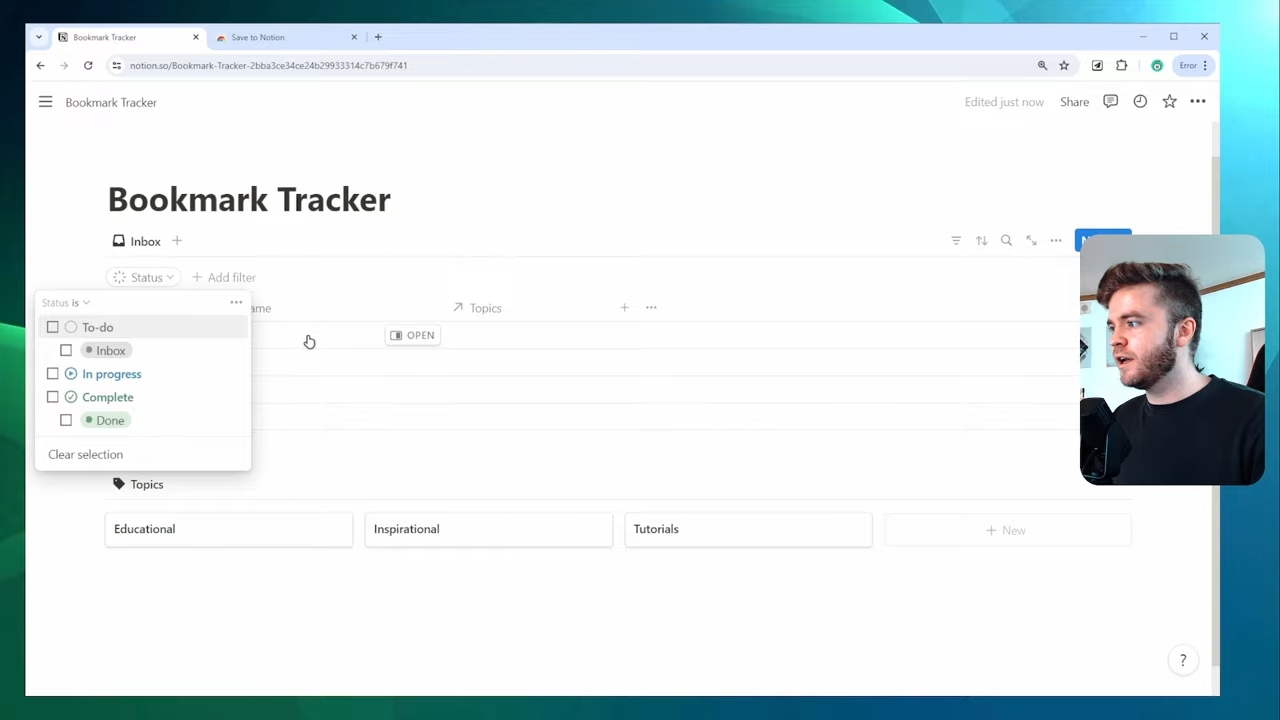 Bookmark Tracker
Save to Notion
notion.so/Bookmark-Tracker-2bba3ce34ce24b29933314c7b679f741
Error
Bookmark Tracker
Edited just now
Share
Bookmark Tracker
Inbox
Status
Add filter
Status is
ame
Topics
To-do
OPEN
Inbox
In progress
Complete
Done
Clear selection
Topics
Educational
Inspirational
Tutorials
New
?